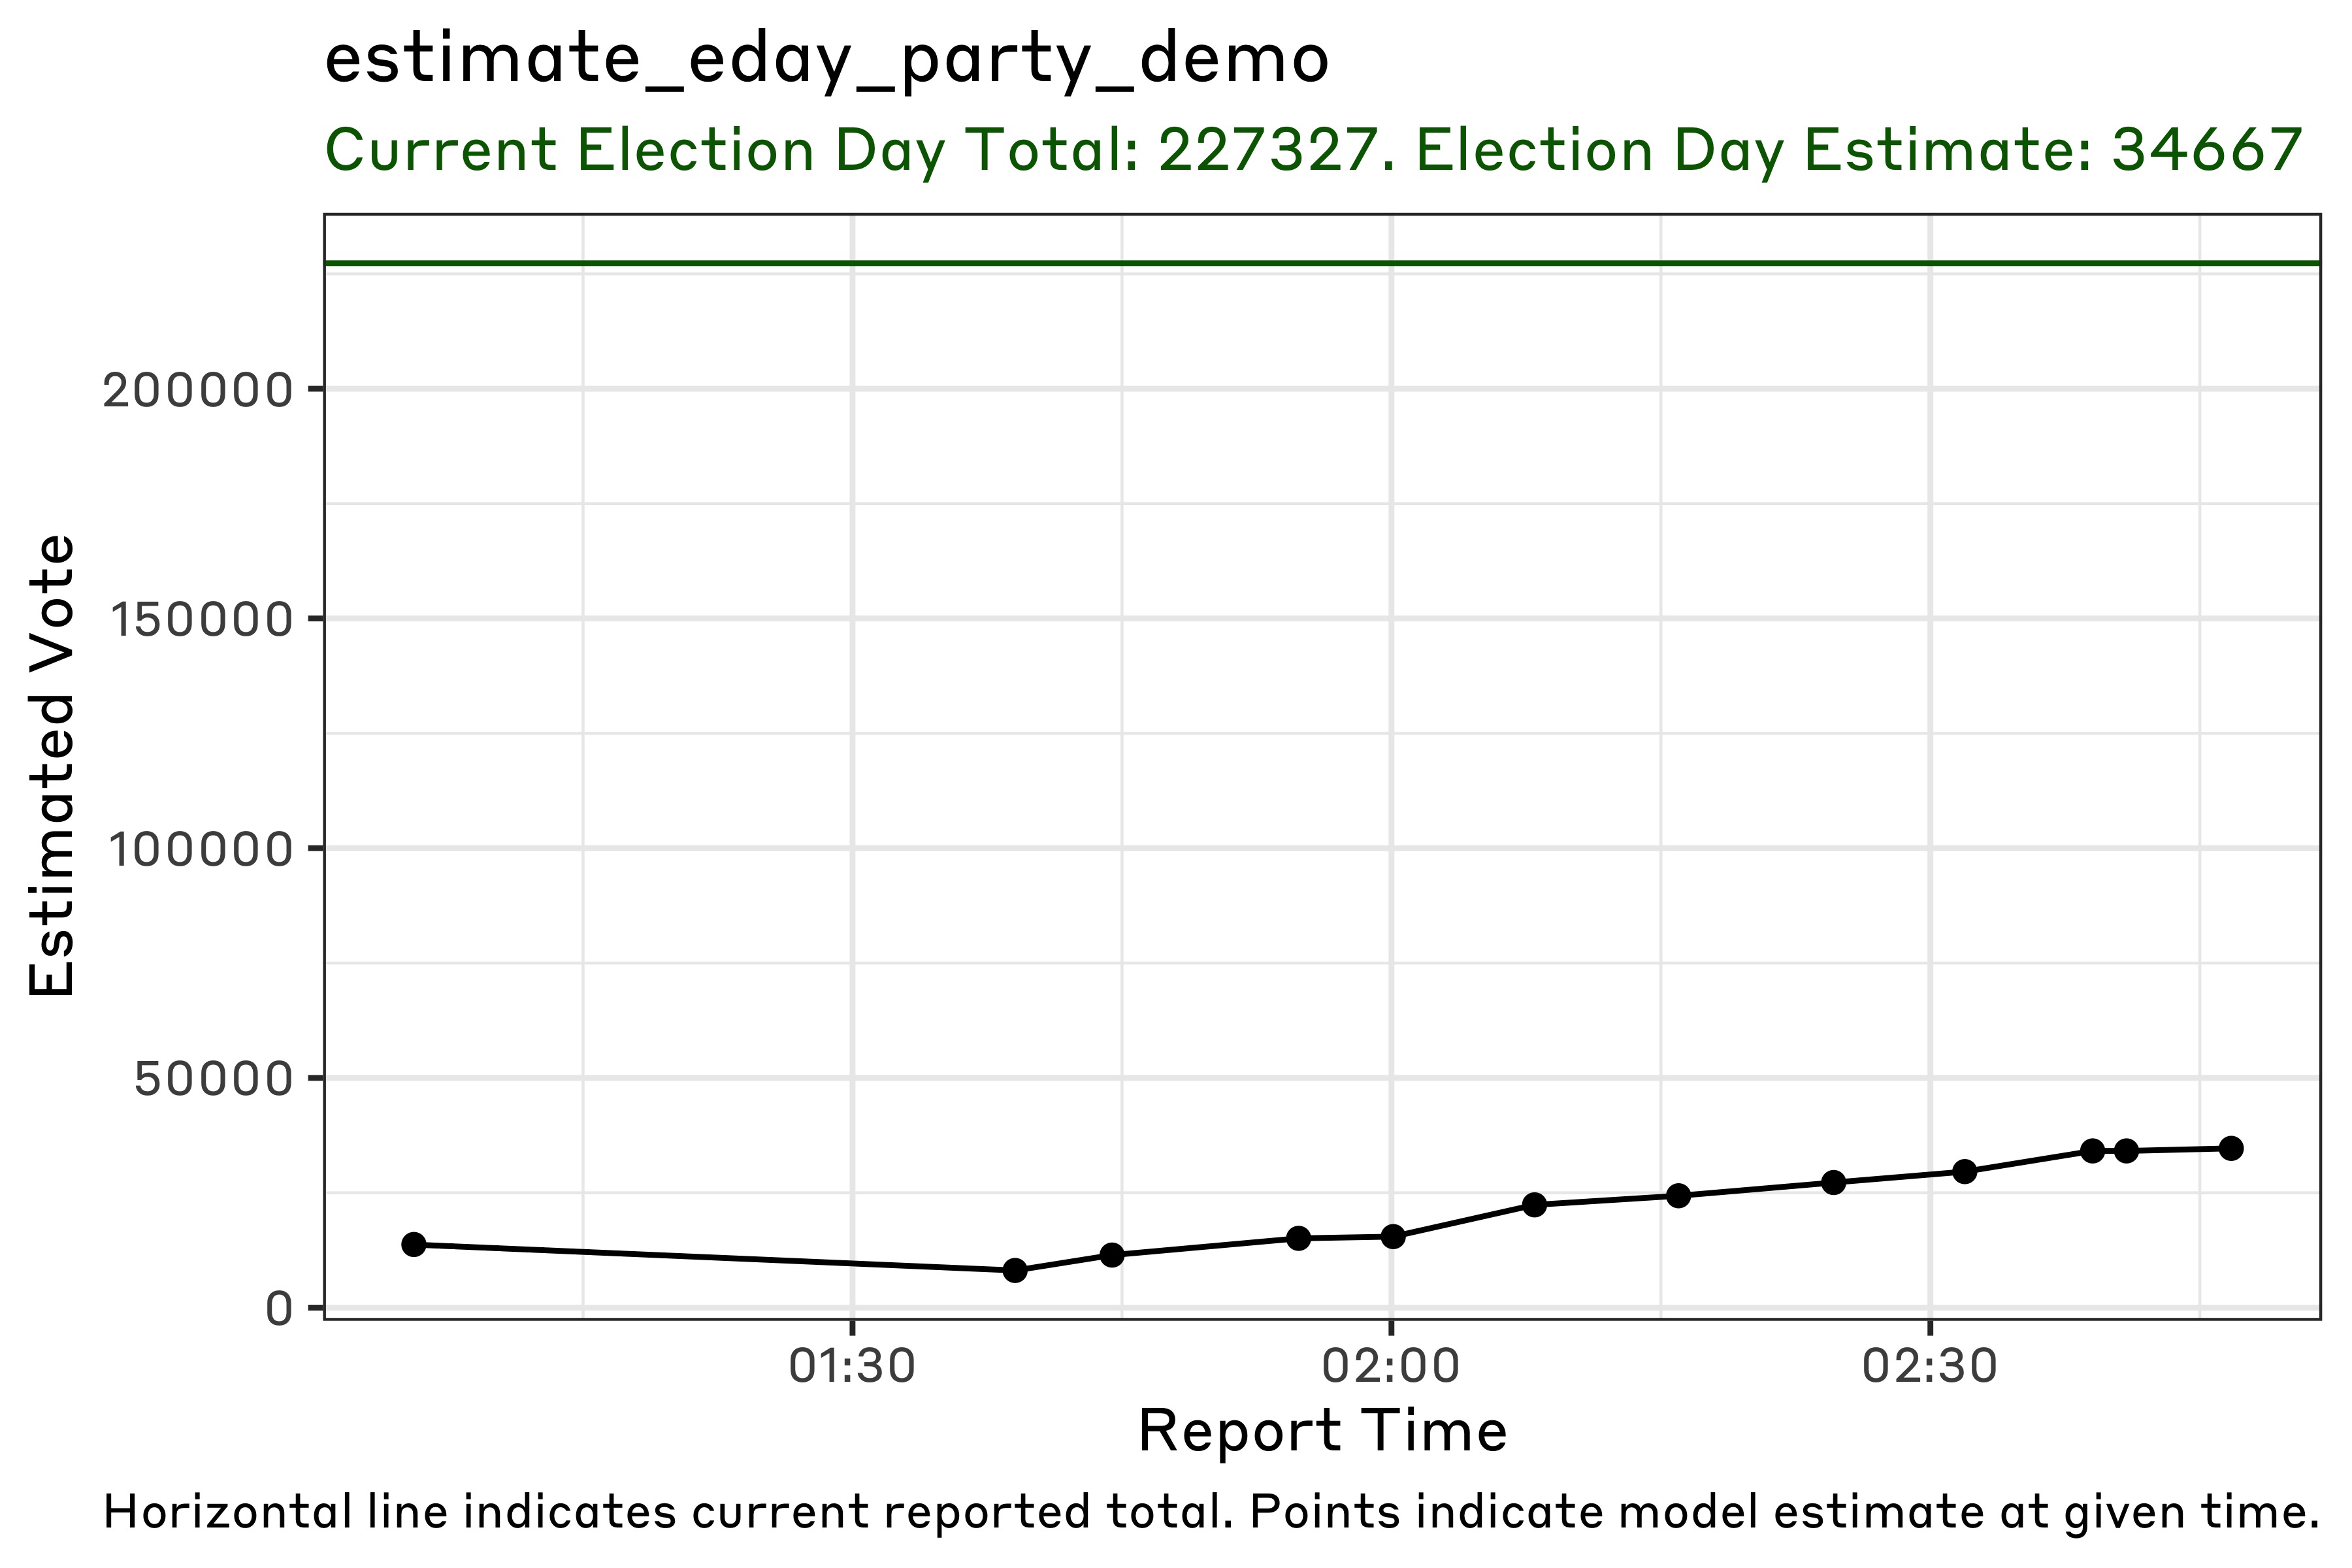 estimate_eday_party_demo
Current Election Day Total: 227327. Election Day Estimate: 34667
Estimated Vote
200000
150000
100000
50000
0
01:30 02:00 02:30
Report Time
Horizontal line indicates current reported total. Points indicate model estimate at given time.